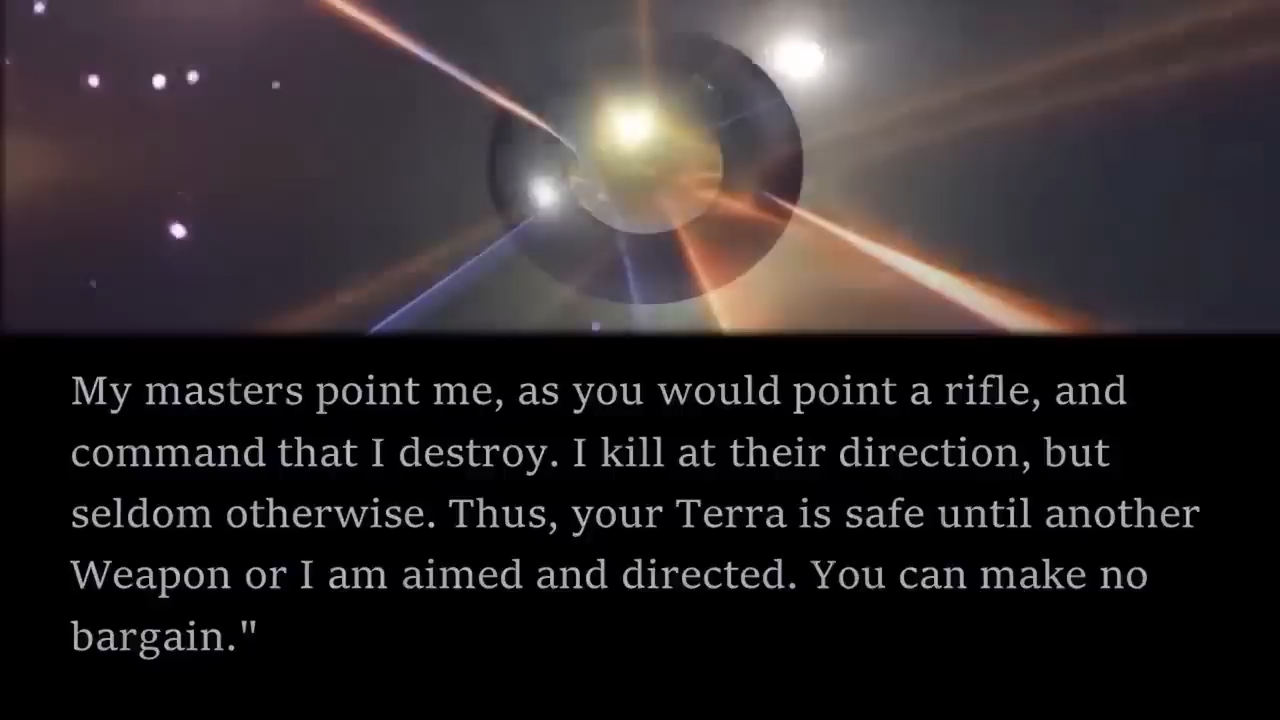 My masters point me, as you would point a rifle, and
command that I destroy. I kill at their direction, but
seldom otherwise. Thus, your Terra is safe until another
Weapon or I am aimed and directed. You can make no
bargain."